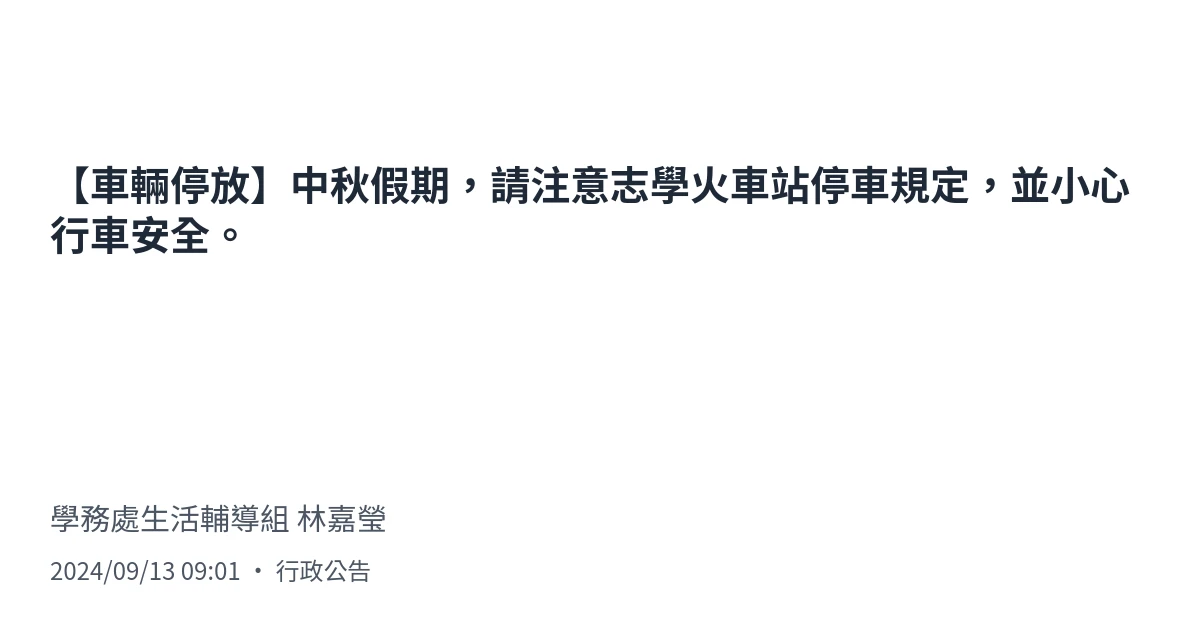 【車輛停放】中秋假期，請注意志學火車站停車規定，並小心
行車安全。
學務處生活輔導組 林嘉瑩
2024/09/13 09:01 · 行政公告